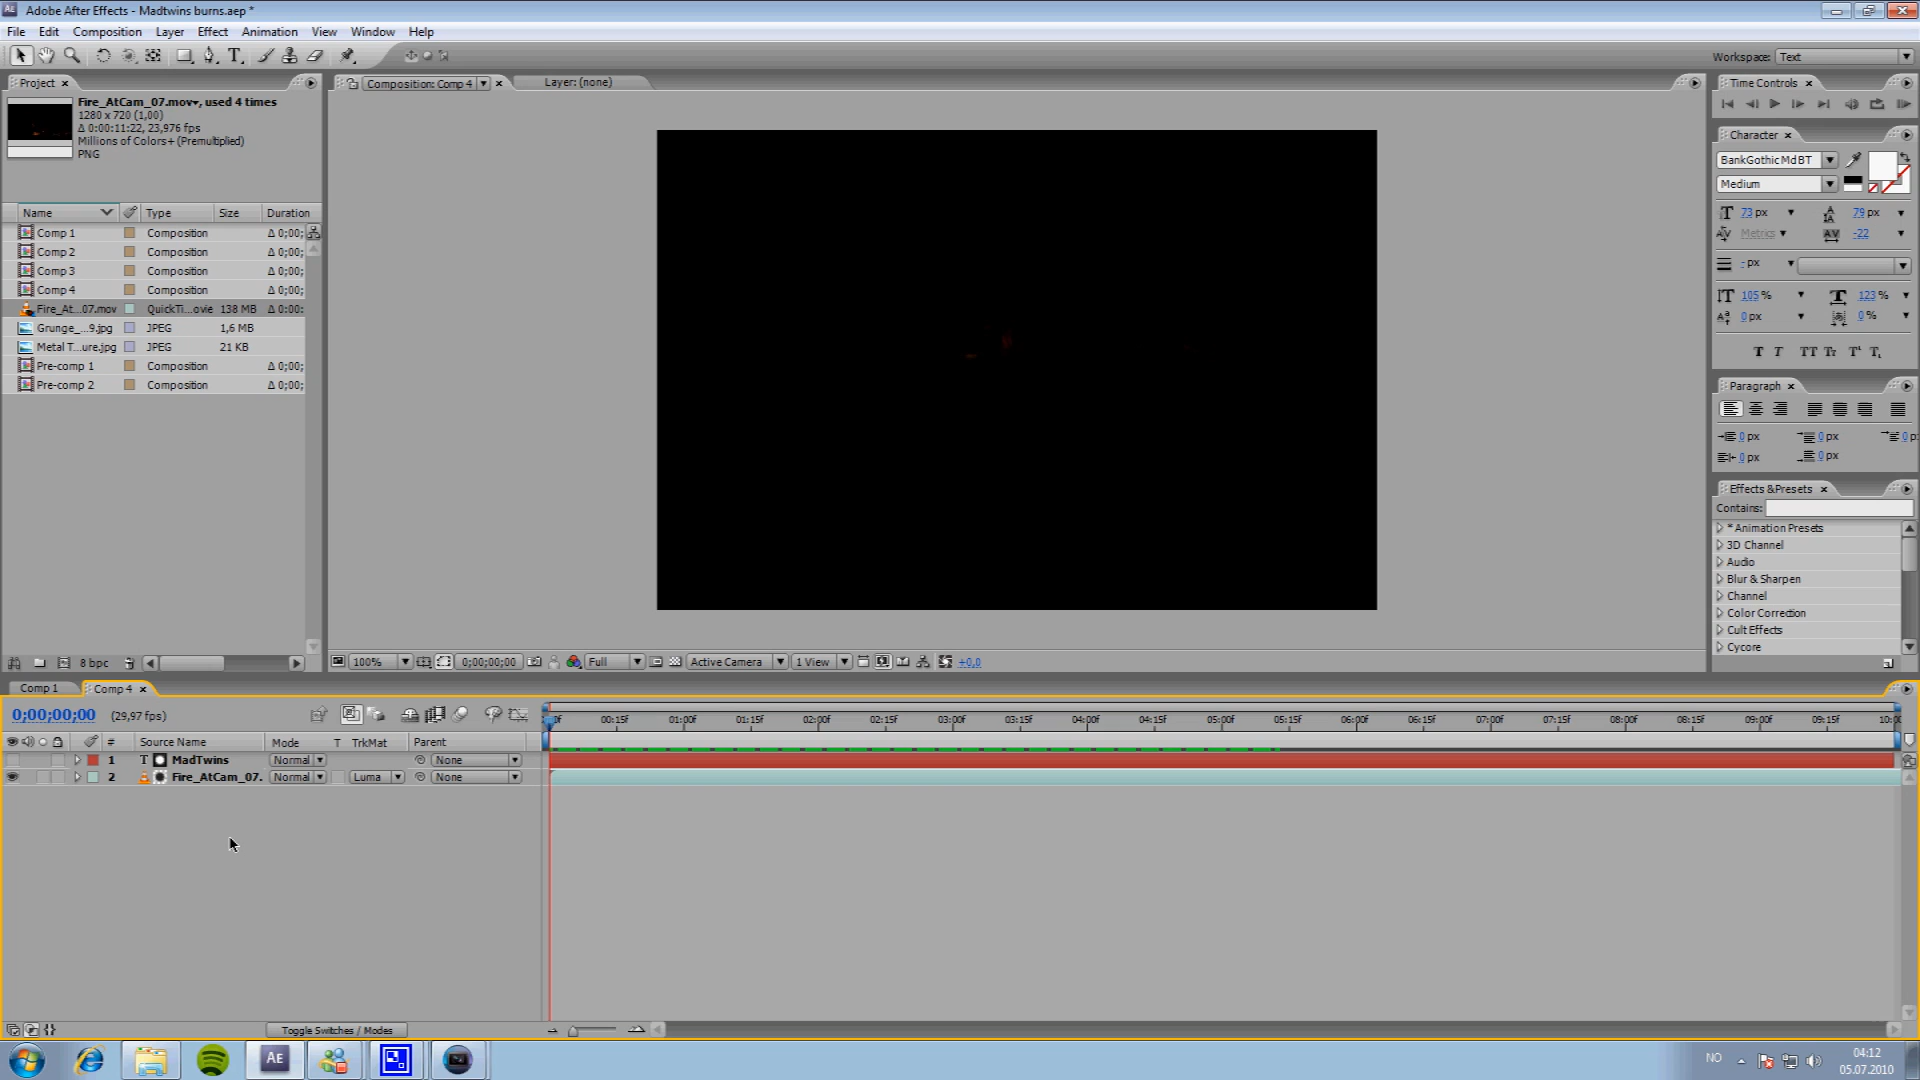 Adobe After Effects - Madtwins burns.aep *
File Edit Composition Layer Effect Animation View Window Help
Workspace: Text
Project
Composition: Comp 4
Layer: (none)
Time Controls
Fire_AtCam_07.mov, used 4 times
1280 x 720 (1,00)
Δ 0:00:11:22, 23,976 fps
Millions of Colors+ (Premultiplied)
PNG
Name Type Size Duration
Comp 1 Composition Δ 0;00;
Comp 2 Composition Δ 0;00;
Comp 3 Composition Δ 0;00;
Comp 4 Composition Δ 0;00;
Fire_At...07.mov QuickTi...ovie 138 MB Δ 0:00:
Grunge_...9.jpg JPEG 1,6 MB
Metal T...ure.jpg JPEG 21 KB
Pre-comp 1 Composition Δ 0;00;
Pre-comp 2 Composition Δ 0;00;
8 bpc
100% 0;00;00;00 Full Active Camera 1 View +0,0
Character
BankGothic Md BT
Medium
73 px 79 px
Metrics -22
- px
105 % 123 %
0 px 0 %
T T TT Tr T' T,
Paragraph
0 px 0 px 0 p
0 px 0 px
Effects & Presets
Contains:
* Animation Presets
3D Channel
Audio
Blur & Sharpen
Channel
Color Correction
Cult Effects
Cycore
Comp 1 Comp 4
0;00;00;00 (29,97 fps)
0f 00:15f 01:00f 01:15f 02:00f 02:15f 03:00f 03:15f 04:00f 04:15f 05:00f 05:15f 06:00f 06:15f 07:00f 07:15f 08:00f 08:15f 09:00f 09:15f 10:00
# Source Name Mode T TrkMat Parent
1 T MadTwins Normal None
2 Fire_AtCam_07. Normal Luma None
Toggle Switches / Modes
AE
NO
04:12
05.07.2010